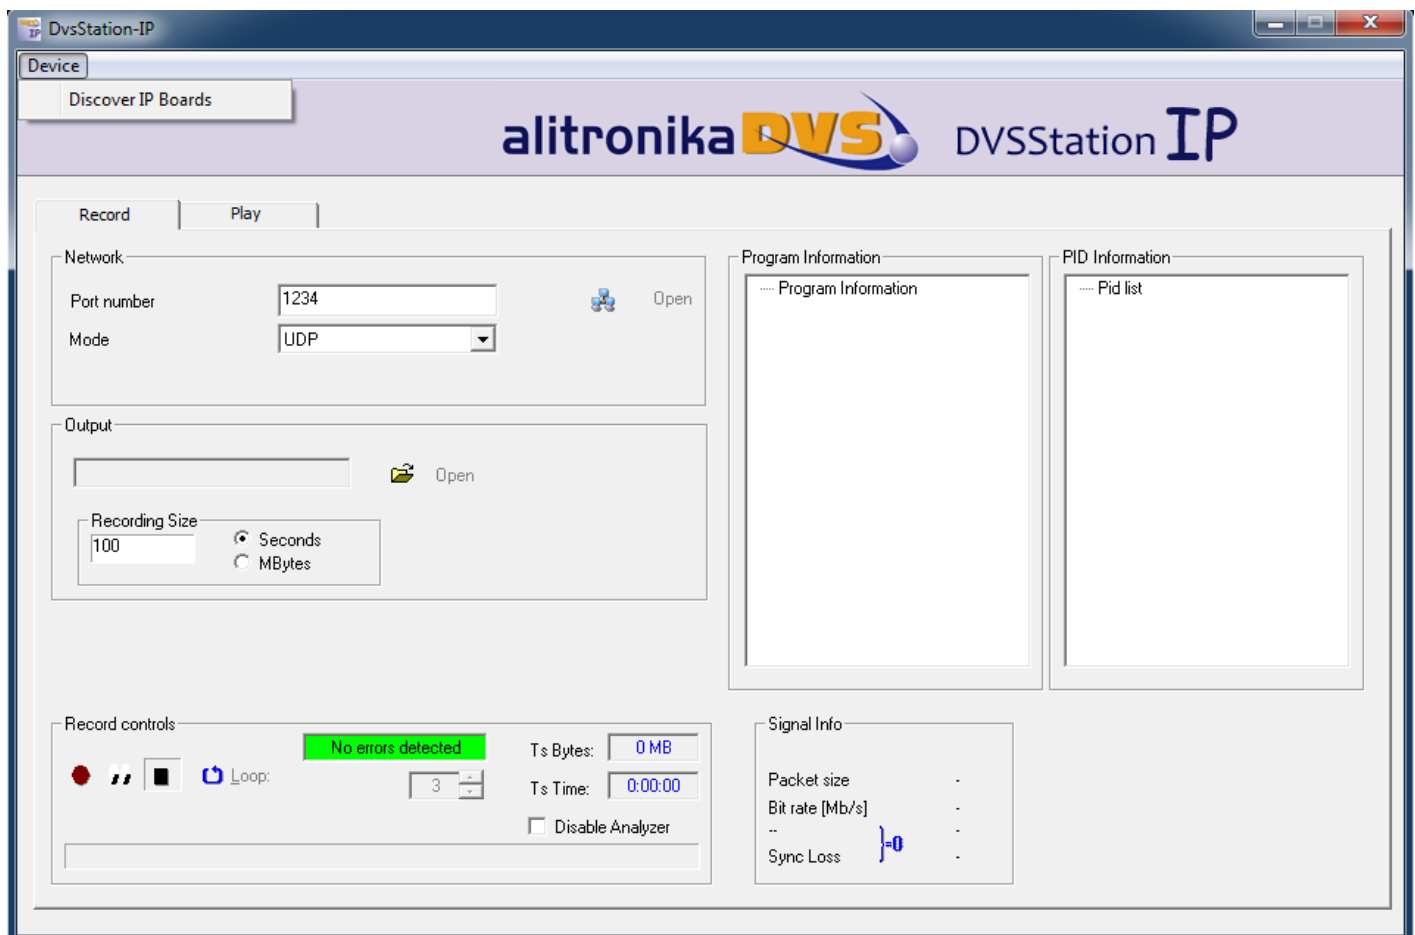 DvsStation-IP
Device
Discover IP Boards
alitronika DVS DVSStation IP
Record Play
Network
Port number 1234 Open
Mode UDP
Output
Open
Recording Size
100 Seconds
MBytes
Program Information
Program Information
PID Information
Pid list
Record controls
No errors detected Ts Bytes: 0 MB
Loop: 3 Ts Time: 0:00:00
Disable Analyzer
Signal Info
Packet size -
Bit rate [Mb/s] -
-- -
Sync Loss }=0 -